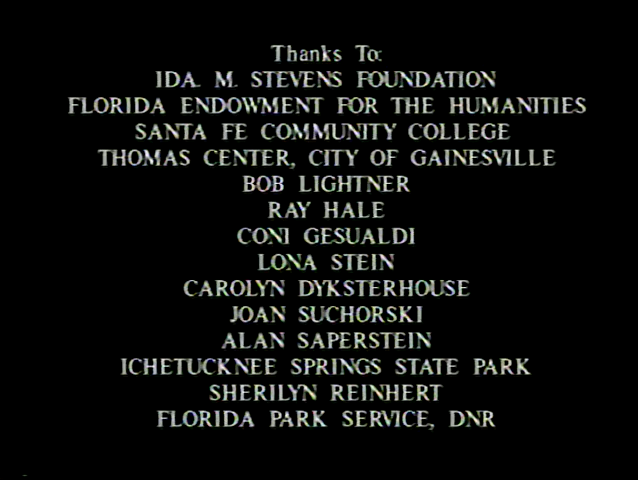 Thanks To:
IDA. M. STEVENS FOUNDATION
FLORIDA ENDOWMENT FOR THE HUMANITIES
SANTA FE COMMUNITY COLLEGE
THOMAS CENTER, CITY OF GAINESVILLE
BOB LIGHTNER
RAY HALE
CONI GESUALDI
LONA STEIN
CAROLYN DYKSTERHOUSE
JOAN SUCHORSKI
ALAN SAPERSTEIN
ICHETUCKNEE SPRINGS STATE PARK
SHERILYN REINHERT
FLORIDA PARK SERVICE, DNR